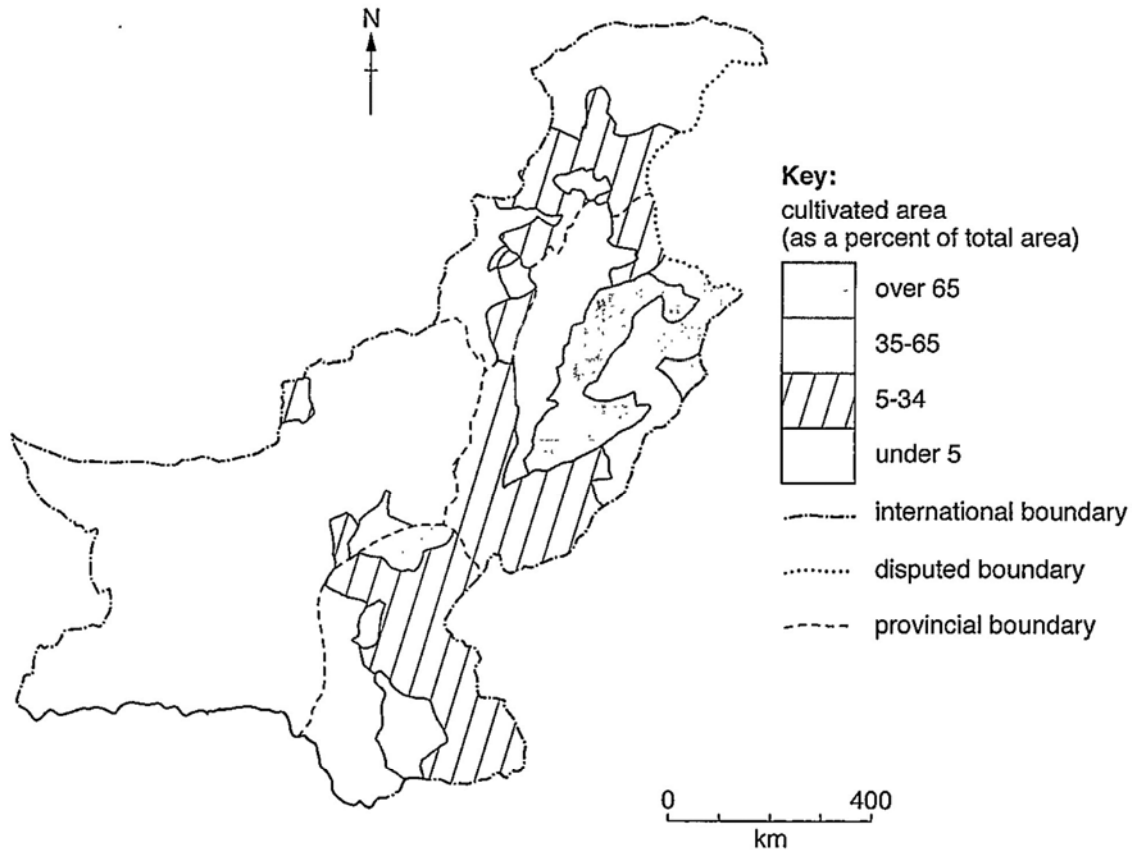 N
Key:
cultivated area
(as a percent of total area)
over 65
35-65
5-34
under 5
international boundary
disputed boundary
provincial boundary
0 400
km